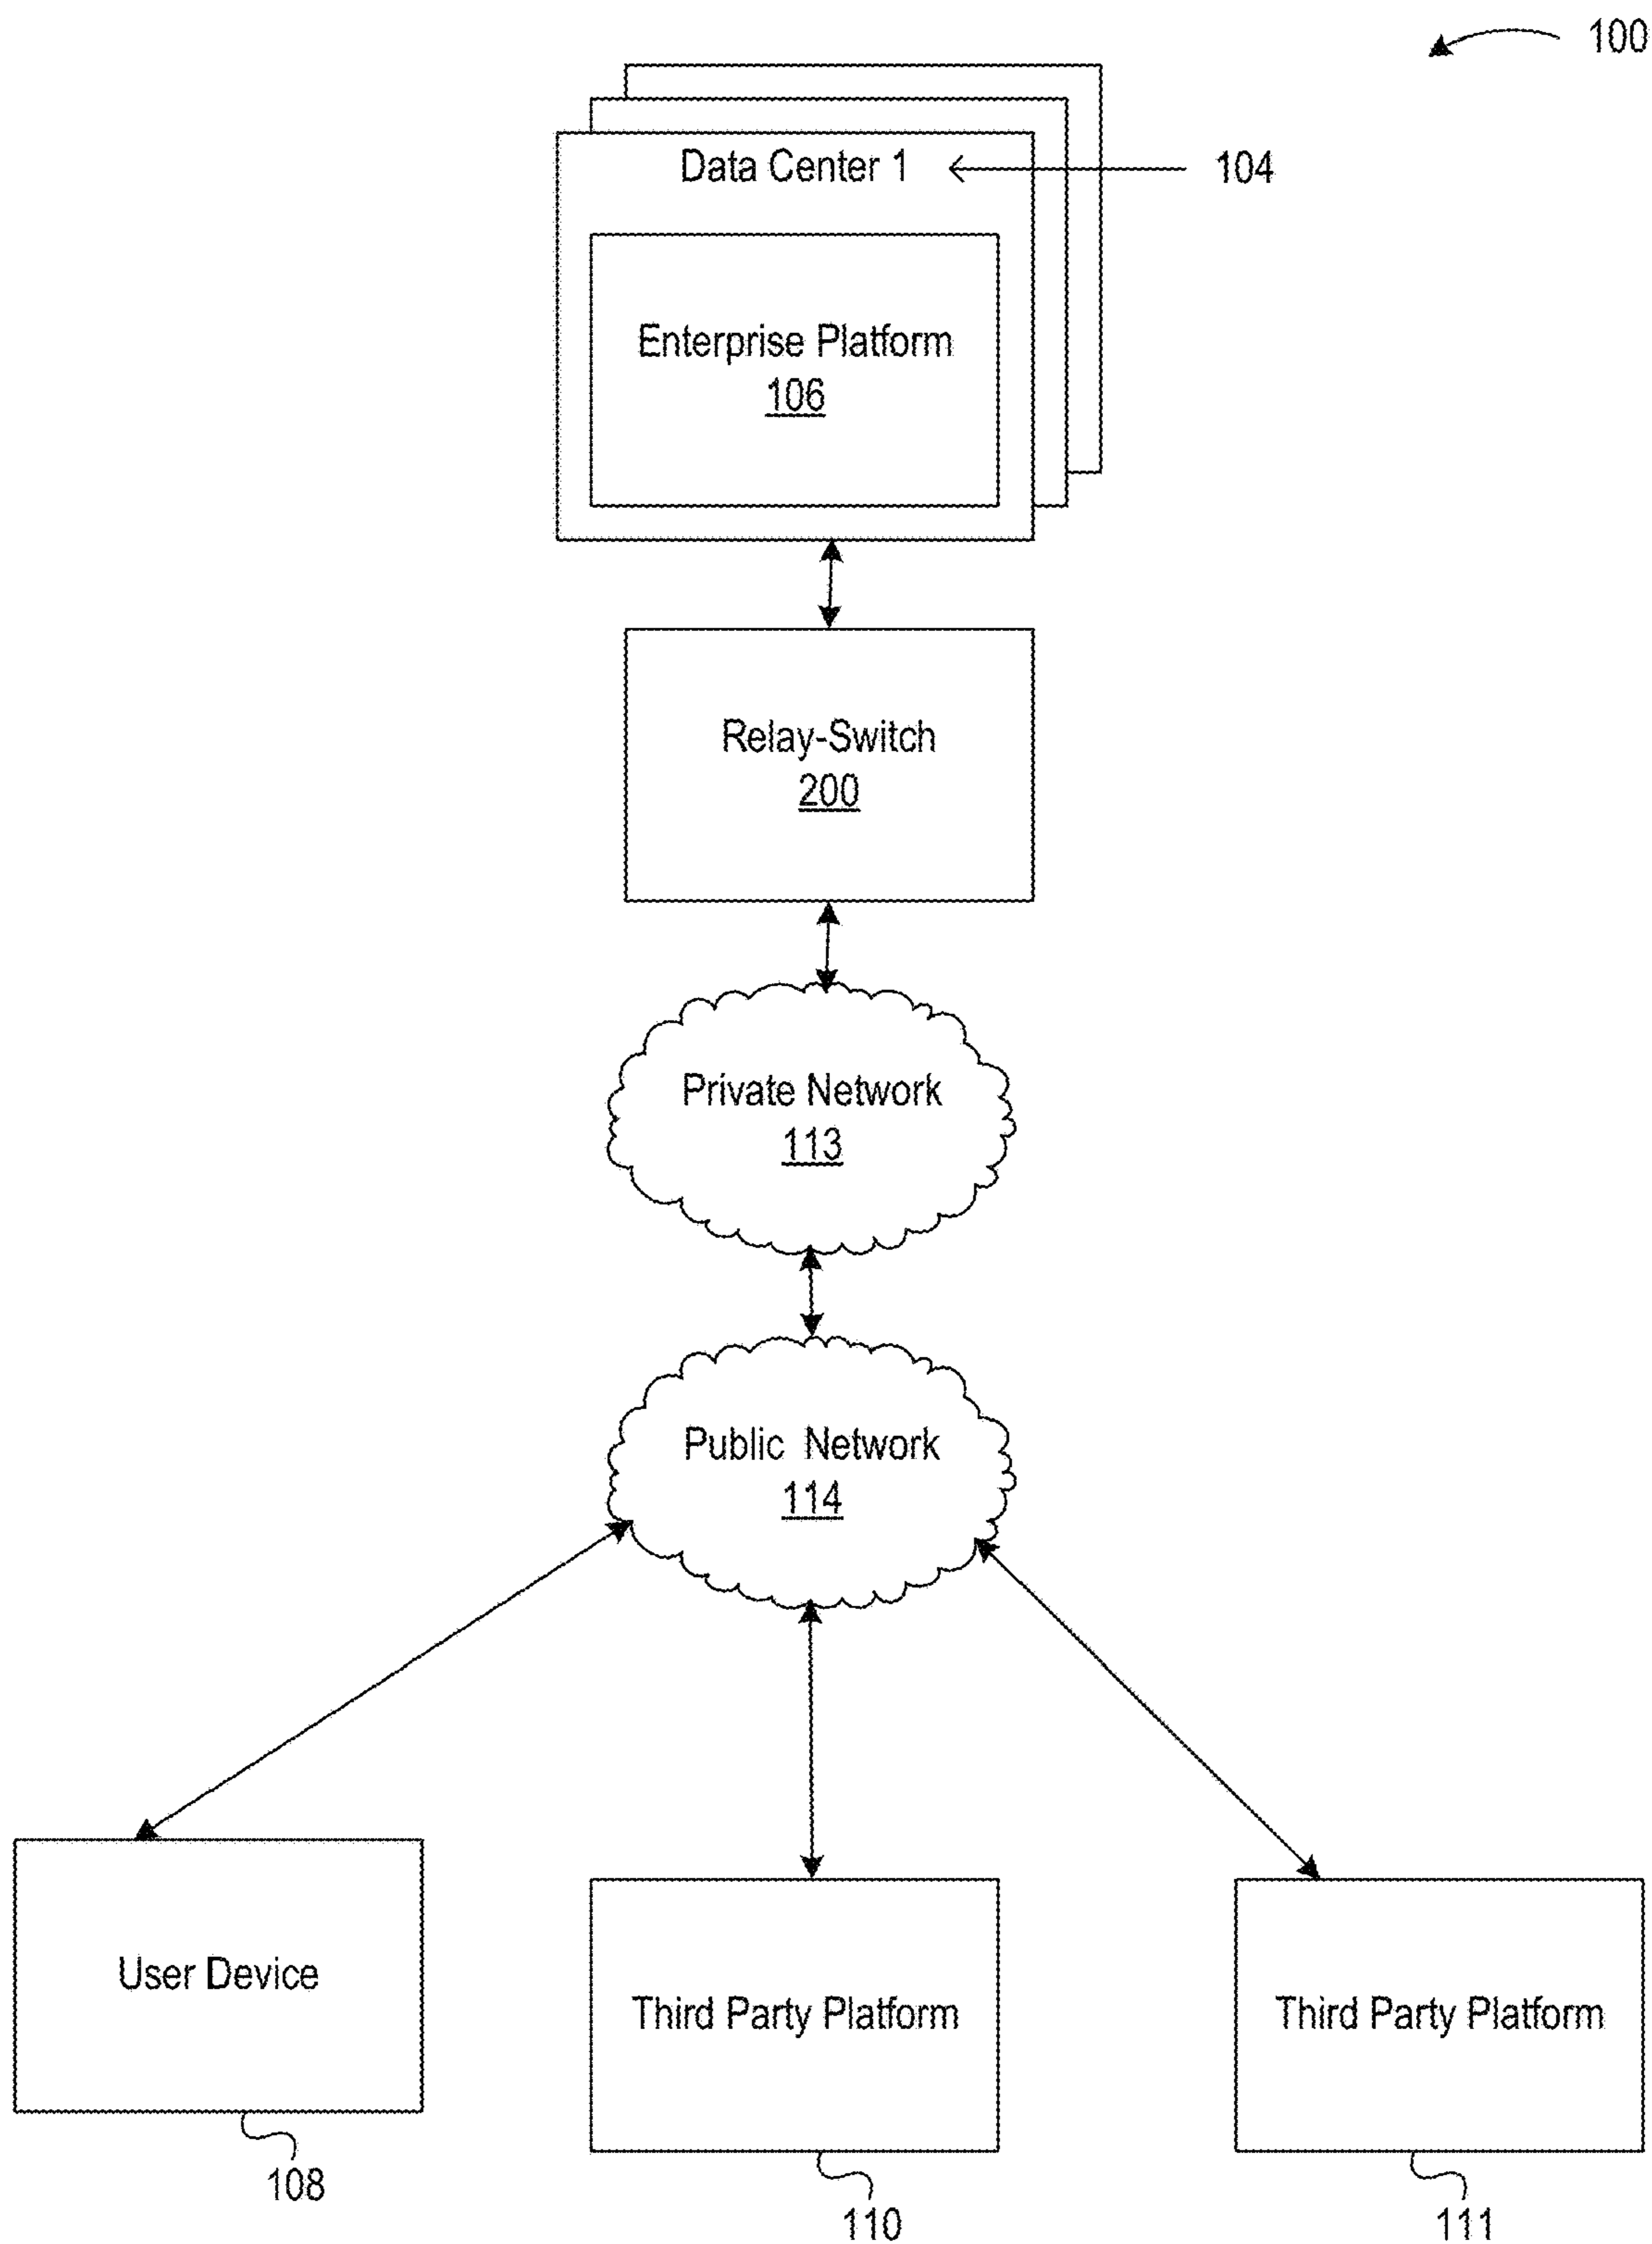 100
Data Center 1
104
Enterprise Platform
106
Relay-Switch
200
Private Network
113
Public Network
114
User Device
Third Party Platform
Third Party Platform
108
110
111